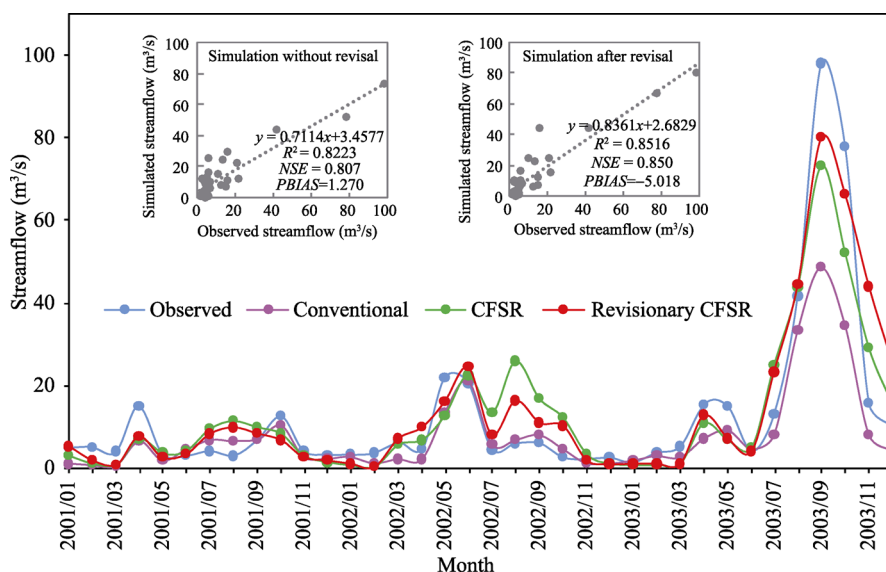 100
80
60
40
20
0
Streamflow (m³/s)
Simulation without revisal
100
80
60
40
20
0
Simulated streamflow (m³/s)
y = 0.7114x+3.4577
R² = 0.8223
NSE = 0.807
PBIAS=1.270
0 20 40 60 80 100
Observed streamflow (m³/s)
Simulation after revisal
100
80
60
40
20
0
Simulated streamflow (m³/s)
y = 0.8361x+2.6829
R² = 0.8516
NSE = 0.850
PBIAS=−5.018
0 20 40 60 80 100
Observed streamflow (m³/s)
Observed Conventional CFSR Revisionary CFSR
2001/01 2001/03 2001/05 2001/07 2001/09 2001/11 2002/01 2002/03 2002/05 2002/07 2002/09 2002/11 2003/01 2003/03 2003/05 2003/07 2003/09 2003/11
Month